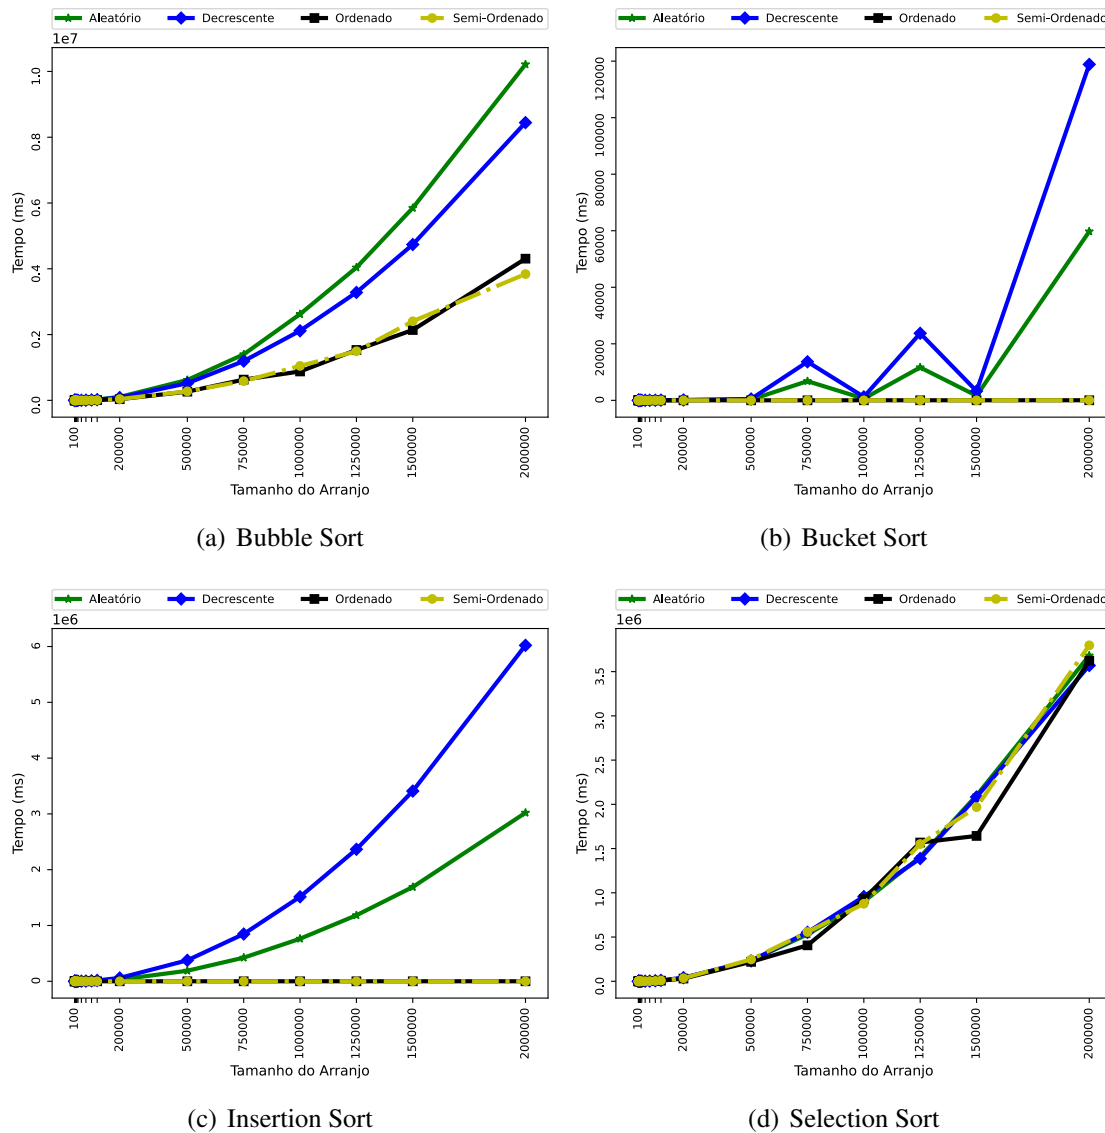 Aleatório Decrescente Ordenado Semi-Ordenado
1e7
1.0
0.8
0.6
0.4
0.2
0.0
Tempo (ms)
100 200000 500000 750000 1000000 1250000 1500000 2000000
Tamanho do Arranjo
(a) Bubble Sort
Aleatório Decrescente Ordenado Semi-Ordenado
120000
100000
80000
60000
40000
20000
0
Tempo (ms)
100 200000 500000 750000 1000000 1250000 1500000 2000000
Tamanho do Arranjo
(b) Bucket Sort
Aleatório Decrescente Ordenado Semi-Ordenado
1e6
6
5
4
3
2
1
0
Tempo (ms)
100 200000 500000 750000 1000000 1250000 1500000 2000000
Tamanho do Arranjo
(c) Insertion Sort
Aleatório Decrescente Ordenado Semi-Ordenado
1e6
3.5
3.0
2.5
2.0
1.5
1.0
0.5
0.0
Tempo (ms)
100 200000 500000 750000 1000000 1250000 1500000 2000000
Tamanho do Arranjo
(d) Selection Sort